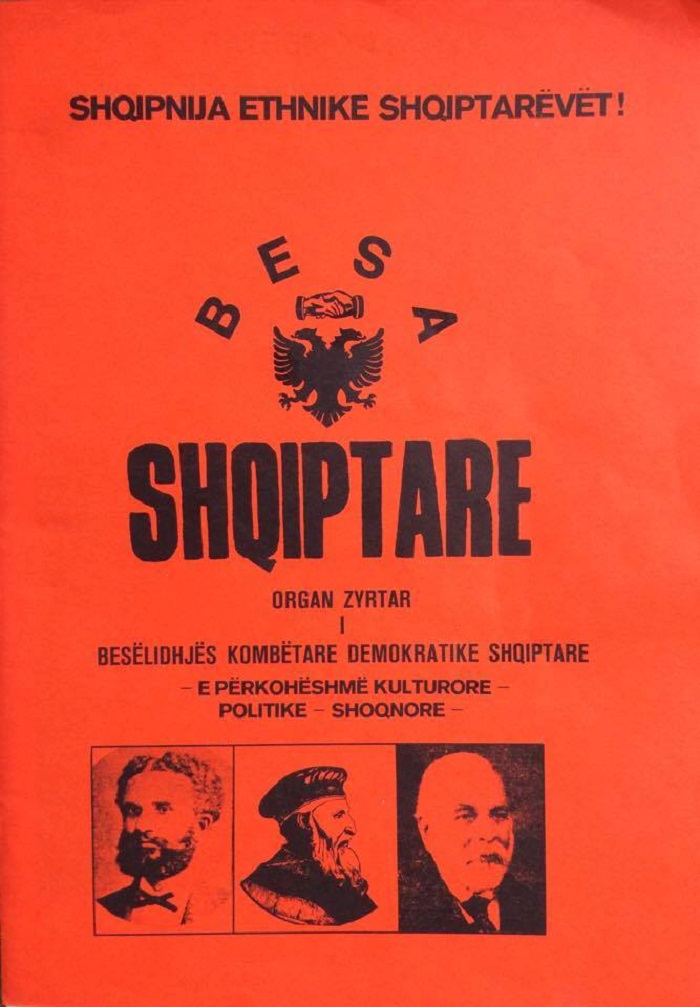 SHQIPNIJA ETHNIKE SHQIPTARËVËT!
BESA
SHQIPTARE
ORGAN ZYRTAR
I
BESËLIDHJËS KOMBËTARE DEMOKRATIKE SHQIPTARE
– E PËRKOHËSHMË KULTURORE –
POLITIKE – SHOQNORE –